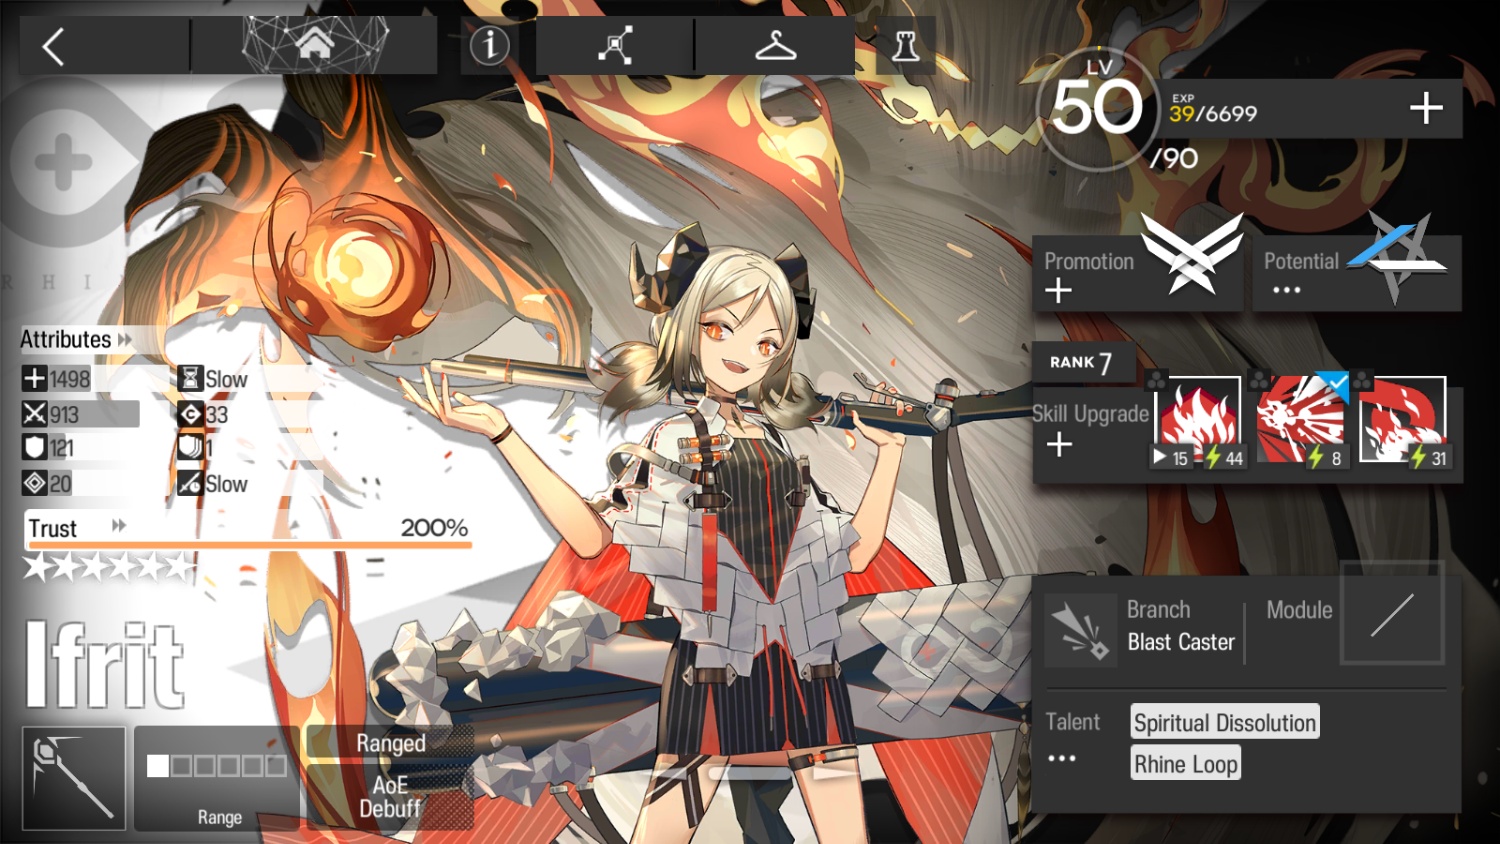 LV
50
/90
EXP
39/6699
RHI
Promotion
Potential
Attributes
1498
Slow
913
33
121
1
20
Slow
RANK 7
Skill Upgrade
15
44
8
31
Trust
200%
Ifrit
Branch
Blast Caster
Module
Talent
Spiritual Dissolution
Rhine Loop
Ranged
AoE
Debuff
Range